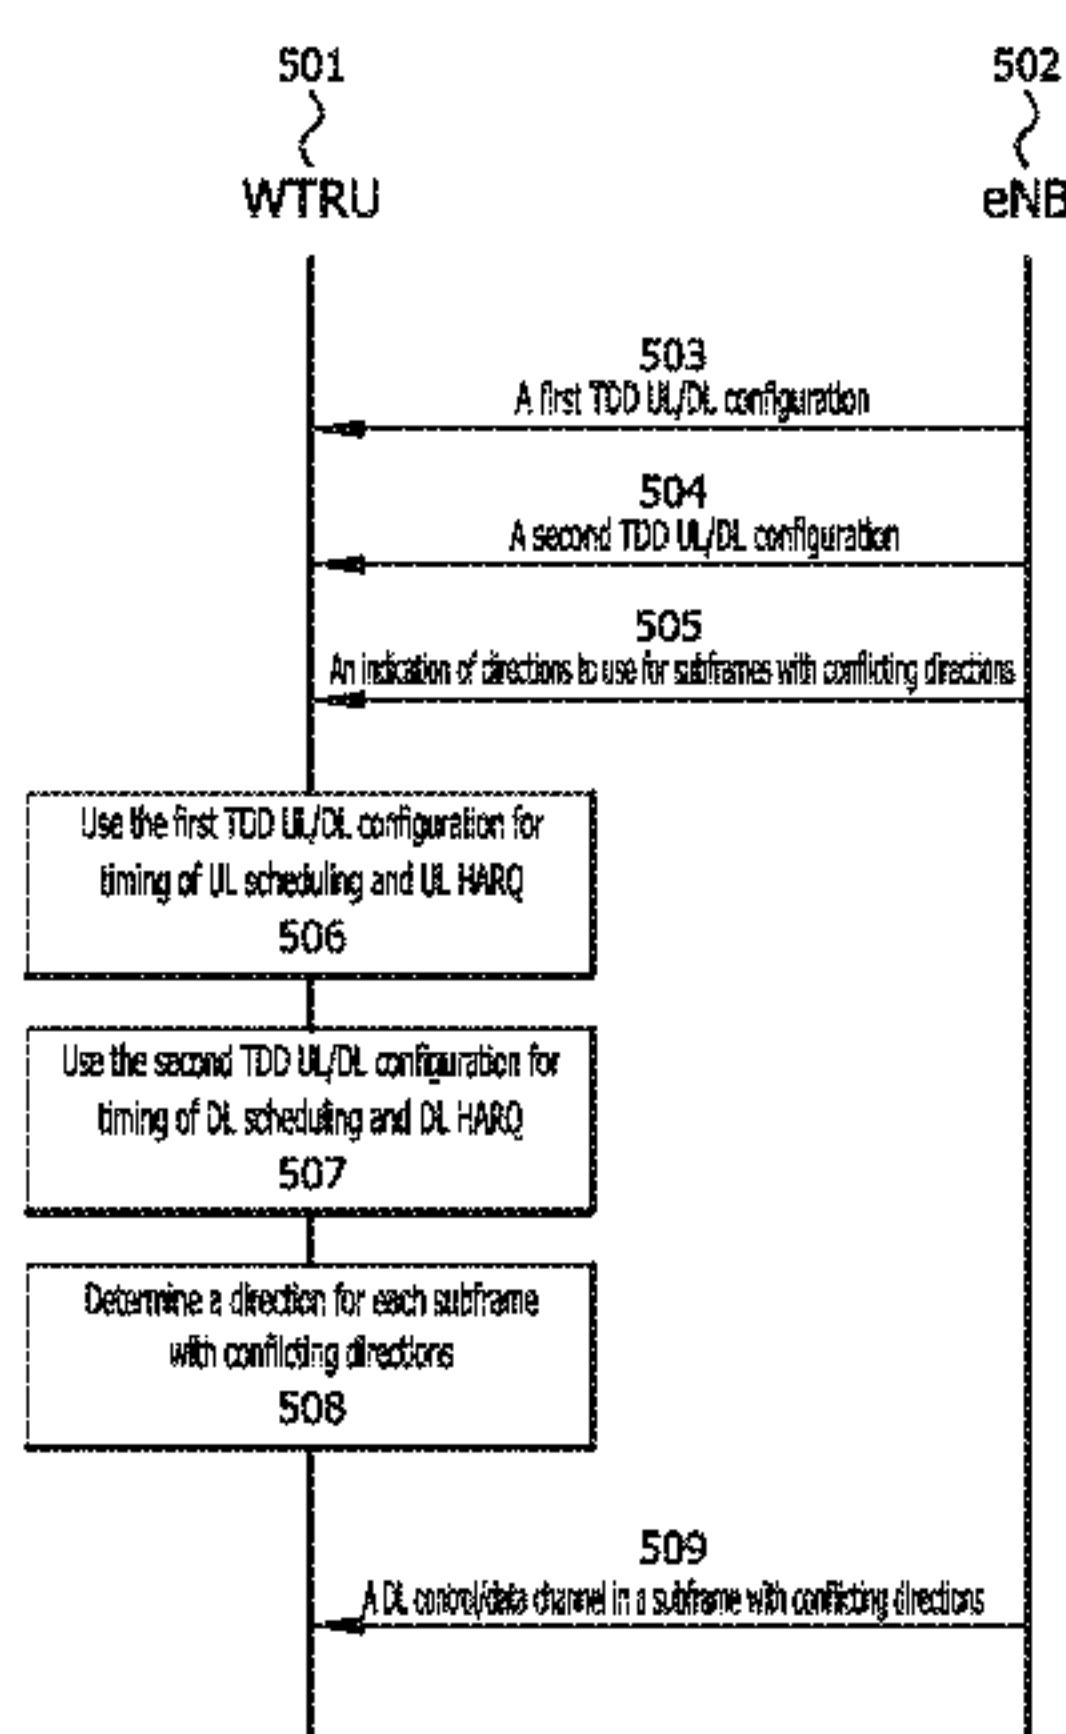 501
502
WTRU
eNB
503
A first TDD UL/DL configuration
504
A second TDD UL/DL configuration
505
An indication of directions to use for subframes with conflicting directions
Use the first TDD UL/DL configuration for
timing of UL scheduling and UL HARQ
506
Use the second TDD UL/DL configuration for
timing of DL scheduling and DL HARQ
507
Determine a direction for each subframe
with conflicting directions
508
509
A DL control/data channel in a subframe with conflicting directions